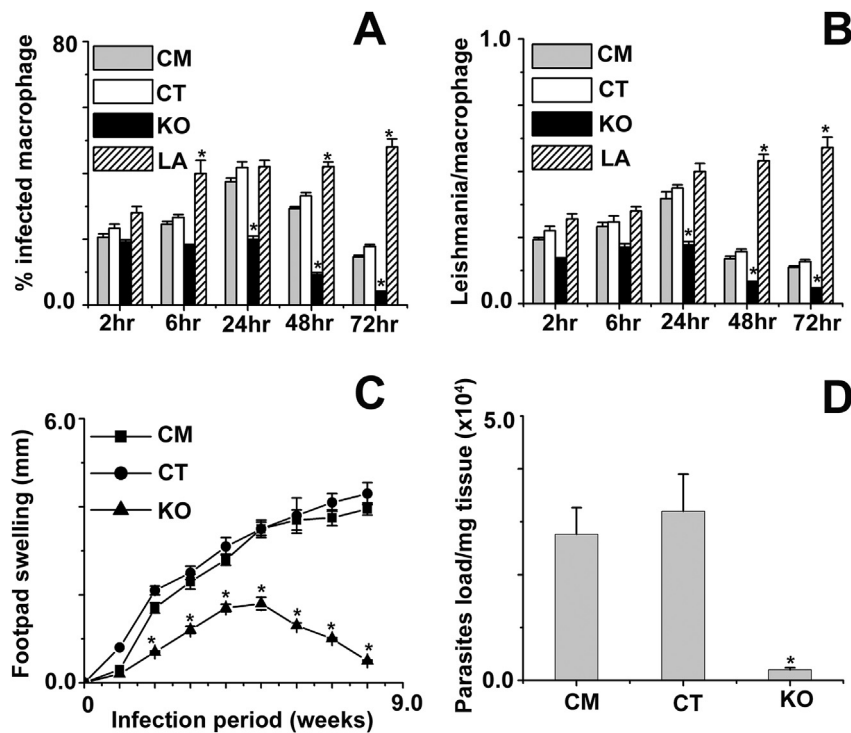 A
80
% infected macrophage
0.0
CM
CT
KO
LA
*
*
*
*
*
*
2hr 6hr 24hr 48hr 72hr
B
1.0
Leishmania/macrophage
0.0
CM
CT
KO
LA
*
*
*
*
*
2hr 6hr 24hr 48hr 72hr
C
6.0
Footpad swelling (mm)
0.0
CM
CT
KO
*
*
*
*
*
*
*
0 9.0
Infection period (weeks)
D
5.0
Parasites load/mg tissue (x10⁴)
0.0
*
CM CT KO